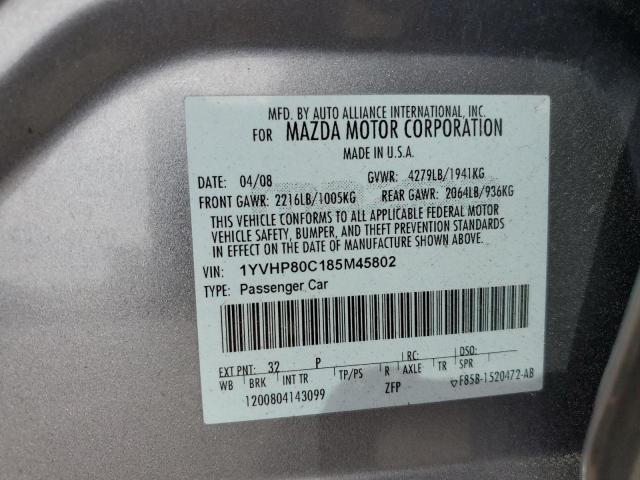 MFD. BY AUTO ALLIANCE INTERNATIONAL, INC.
FOR MAZDA MOTOR CORPORATION
MADE IN U.S.A.
DATE: 04/08 GVWR: 4279LB/1941KG
FRONT GAWR: 2216LB/1005KG REAR GAWR: 2064LB/936KG
THIS VEHICLE CONFORMS TO ALL APPLICABLE FEDERAL MOTOR
VEHICLE SAFETY, BUMPER, AND THEFT PREVENTION STANDARDS
IN EFFECT ON THE DATE OF MANUFACTURE SHOWN ABOVE.
VIN: 1YVHP80C185M45802
TYPE: Passenger Car
EXT PNT: 32 P RC: DSO:
WB BRK INT TR TP/PS R AXLE TR SPR
1200804143099 ZFP F85B-1520472-AB